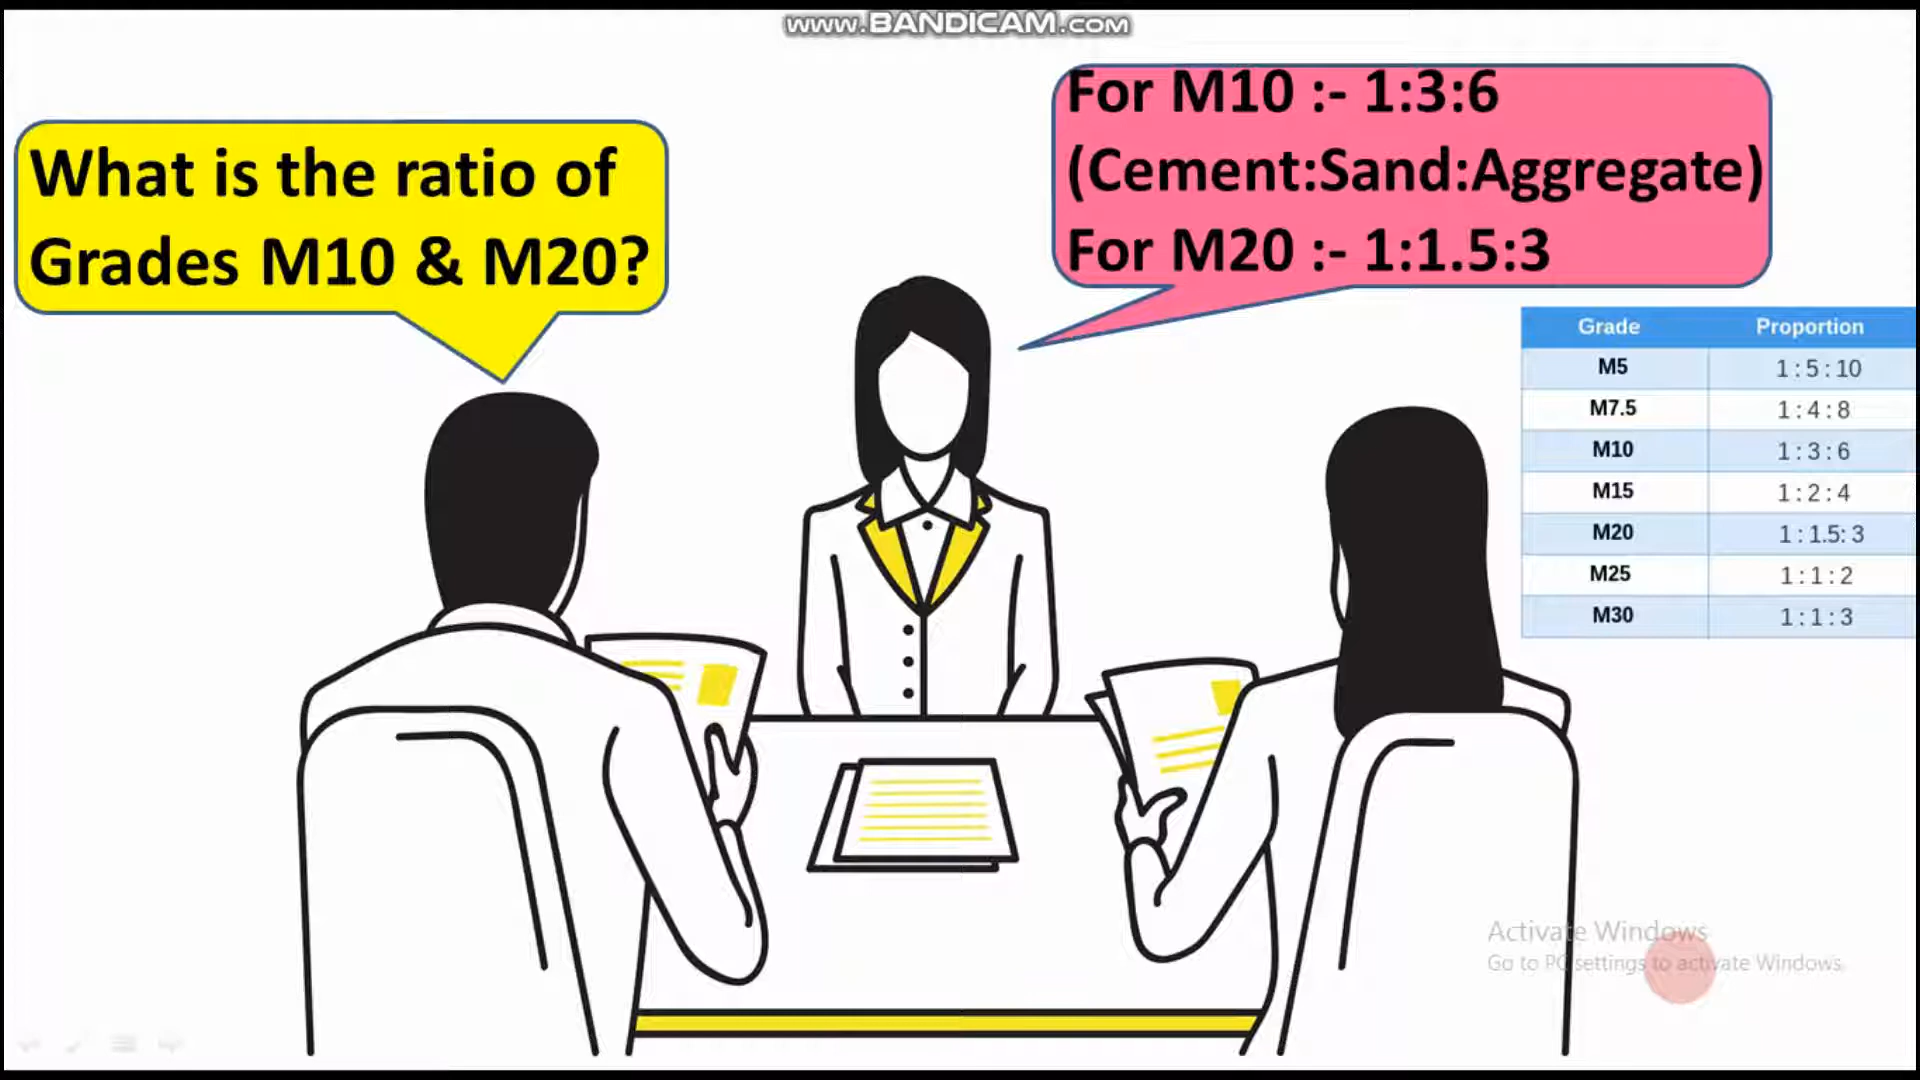 www.BANDICAM.com
What is the ratio of
Grades M10 & M20?
For M10 :- 1:3:6
(Cement:Sand:Aggregate)
For M20 :- 1:1.5:3
Grade Proportion
M5 1 : 5 : 10
M7.5 1 : 4 : 8
M10 1 : 3 : 6
M15 1 : 2 : 4
M20 1 : 1.5: 3
M25 1 : 1 : 2
M30 1 : 1 : 3
Activate Windows
Go to PC settings to activate Windows.